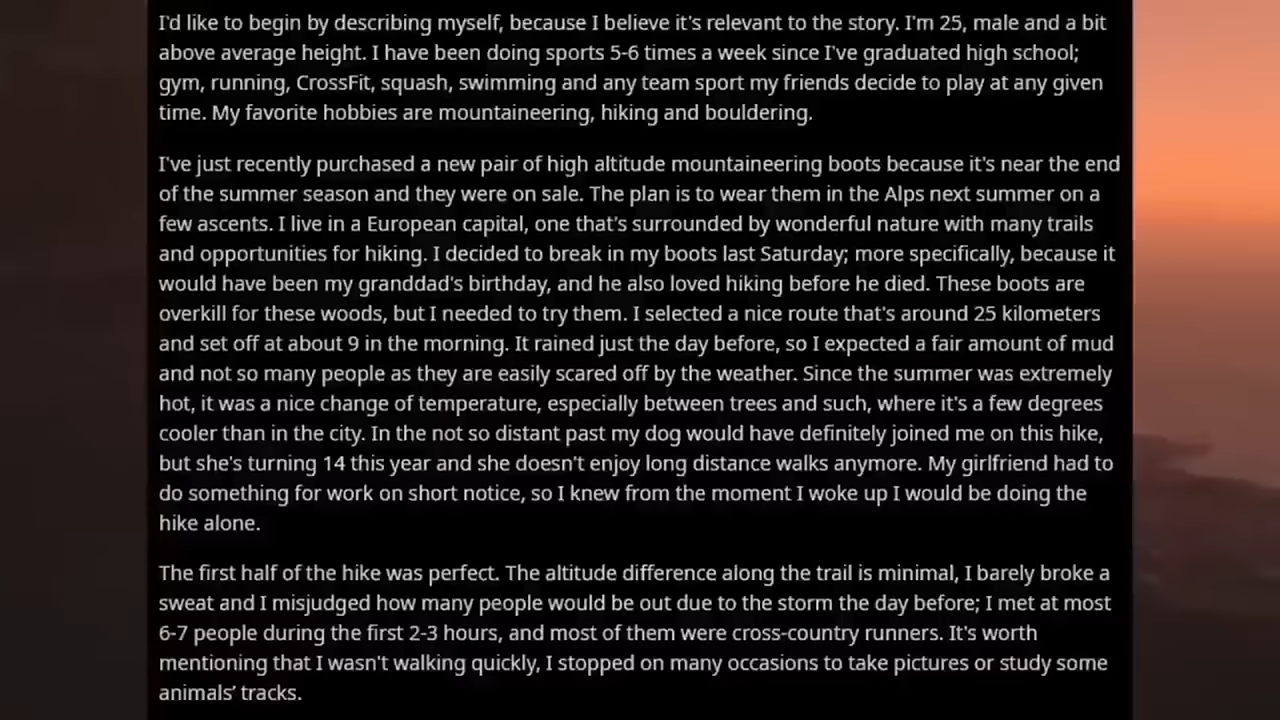 I'd like to begin by describing myself, because I believe it's relevant to the story. I'm 25, male and a bit
above average height. I have been doing sports 5-6 times a week since I've graduated high school;
gym, running, CrossFit, squash, swimming and any team sport my friends decide to play at any given
time. My favorite hobbies are mountaineering, hiking and bouldering.
I've just recently purchased a new pair of high altitude mountaineering boots because it's near the end
of the summer season and they were on sale. The plan is to wear them in the Alps next summer on a
few ascents. I live in a European capital, one that's surrounded by wonderful nature with many trails
and opportunities for hiking. I decided to break in my boots last Saturday; more specifically, because it
would have been my granddad's birthday, and he also loved hiking before he died. These boots are
overkill for these woods, but I needed to try them. I selected a nice route that's around 25 kilometers
and set off at about 9 in the morning. It rained just the day before, so I expected a fair amount of mud
and not so many people as they are easily scared off by the weather. Since the summer was extremely
hot, it was a nice change of temperature, especially between trees and such, where it's a few degrees
cooler than in the city. In the not so distant past my dog would have definitely joined me on this hike,
but she's turning 14 this year and she doesn't enjoy long distance walks anymore. My girlfriend had to
do something for work on short notice, so I knew from the moment I woke up I would be doing the
hike alone.
The first half of the hike was perfect. The altitude difference along the trail is minimal, I barely broke a
sweat and I misjudged how many people would be out due to the storm the day before; I met at most
6-7 people during the first 2-3 hours, and most of them were cross-country runners. It's worth
mentioning that I wasn't walking quickly, I stopped on many occasions to take pictures or study some
animals’ tracks.